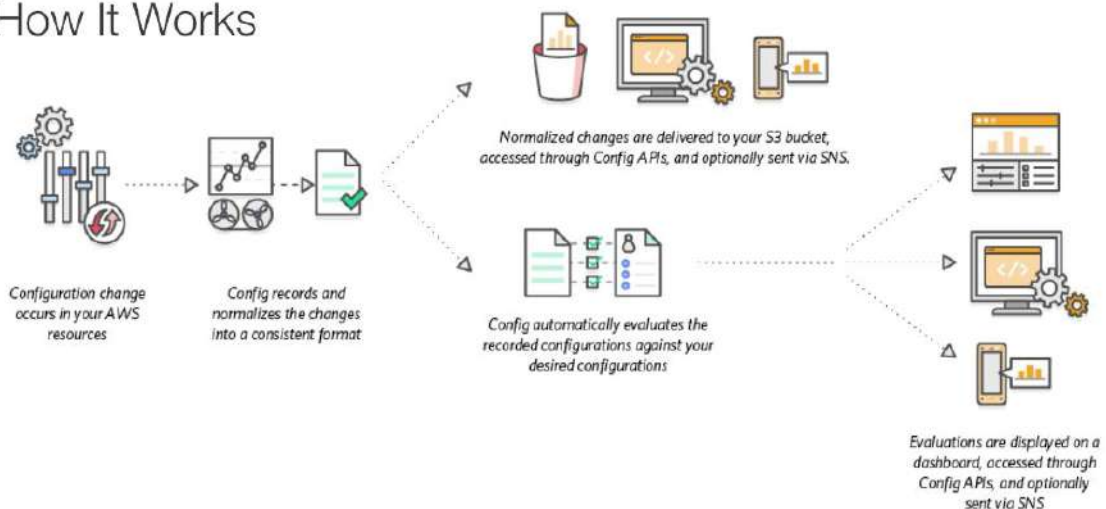 How It Works
Normalized changes are delivered to your S3 bucket,
accessed through Config APIs, and optionally sent via SNS.
Configuration change
occurs in your AWS
resources
Config records and
normalizes the changes
into a consistent format
Config automatically evaluates the
recorded configurations against your
desired configurations
Evaluations are displayed on a
dashboard, accessed through
Config APIs, and optionally
sent via SNS